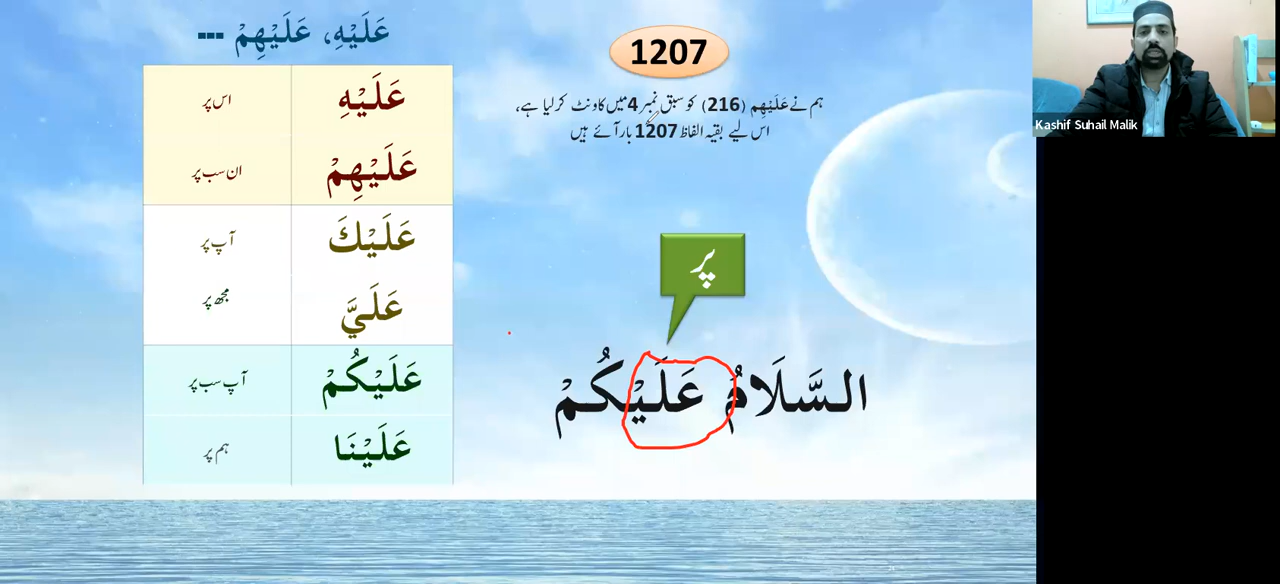 عَلَيْهِ، عَلَيْهِمْ ---
عَلَيْهِ اس پر
عَلَيْهِمْ ان سب پر
عَلَيْكَ آپ پر
عَلَيَّ مجھ پر
عَلَيْكُمْ آپ سب پر
عَلَيْنَا ہم پر
1207
ہم نے عَلَيْهِم (216) کو سبق نمبر 4 میں کاونٹ کرلیا ہے،
اس لیے بقیہ الفاظ 1207 بار آئے ہیں
پر
السَّلَامُ عَلَيْكُمْ
Kashif Suhail Malik